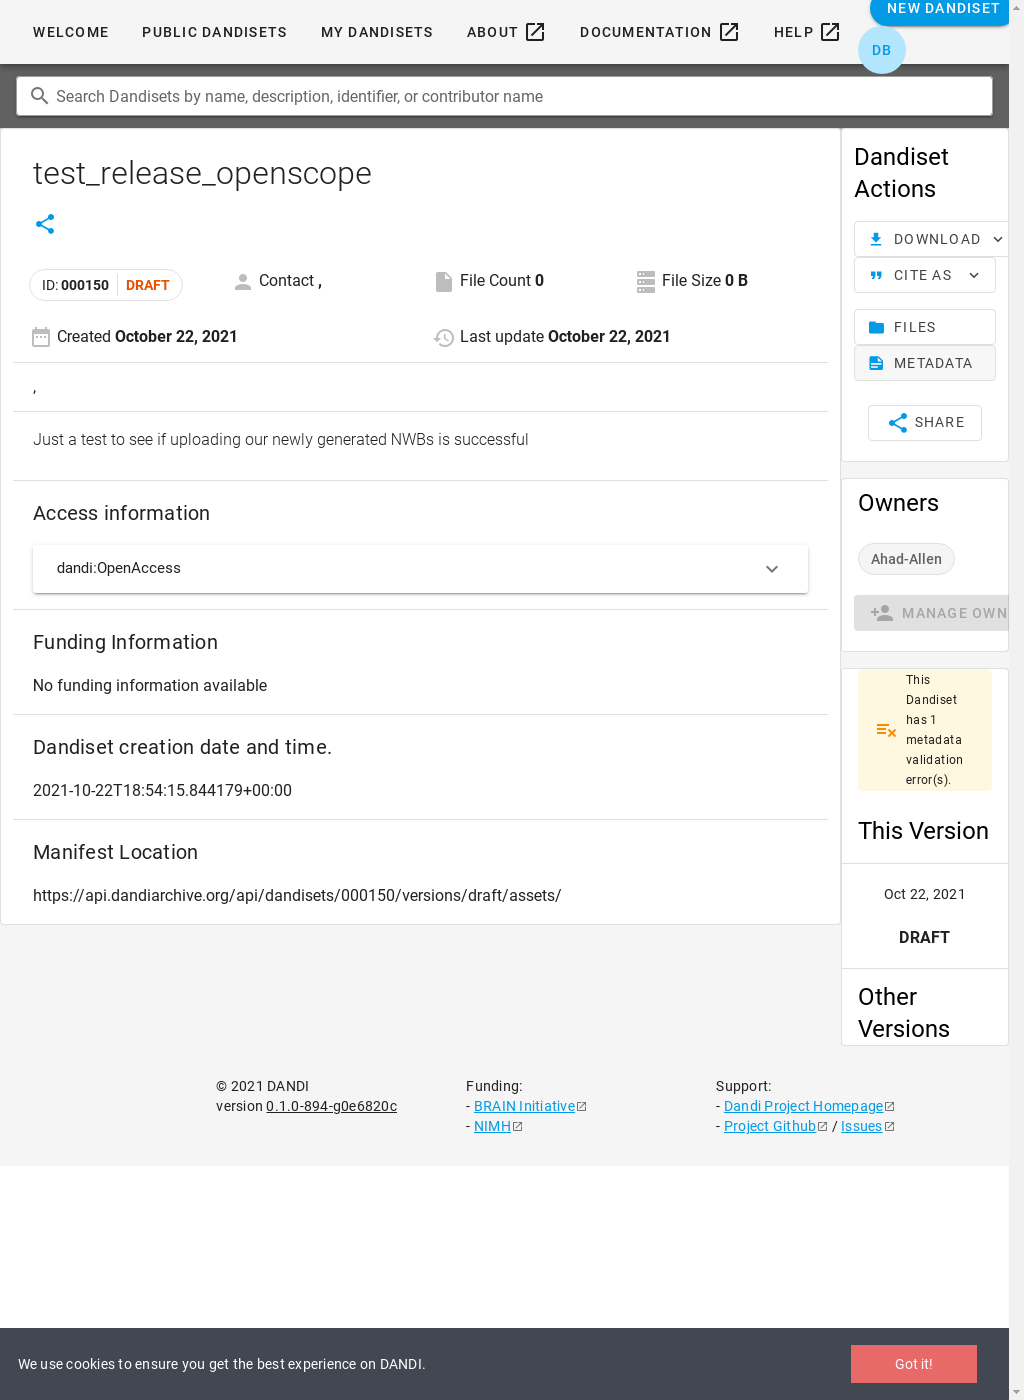 WELCOME PUBLIC DANDISETS MY DANDISETS ABOUT DOCUMENTATION HELP NEW DANDISET
DB
Search Dandisets by name, description, identifier, or contributor name
test_release_openscope
ID: 000150 DRAFT
Contact ,
File Count 0
File Size 0 B
Created October 22, 2021
Last update October 22, 2021
,
Just a test to see if uploading our newly generated NWBs is successful
Access information
dandi:OpenAccess
Funding Information
No funding information available
Dandiset creation date and time.
2021-10-22T18:54:15.844179+00:00
Manifest Location
https://api.dandiarchive.org/api/dandisets/000150/versions/draft/assets/
Dandiset
Actions
DOWNLOAD
CITE AS
FILES
METADATA
SHARE
Owners
Ahad-Allen
MANAGE OWN
This
Dandiset
has 1
metadata
validation
error(s).
This Version
Oct 22, 2021
DRAFT
Other
Versions
© 2021 DANDI
version 0.1.0-894-g0e6820c
Funding:
- BRAIN Initiative
- NIMH
Support:
- Dandi Project Homepage
- Project Github / Issues
We use cookies to ensure you get the best experience on DANDI.
Got it!